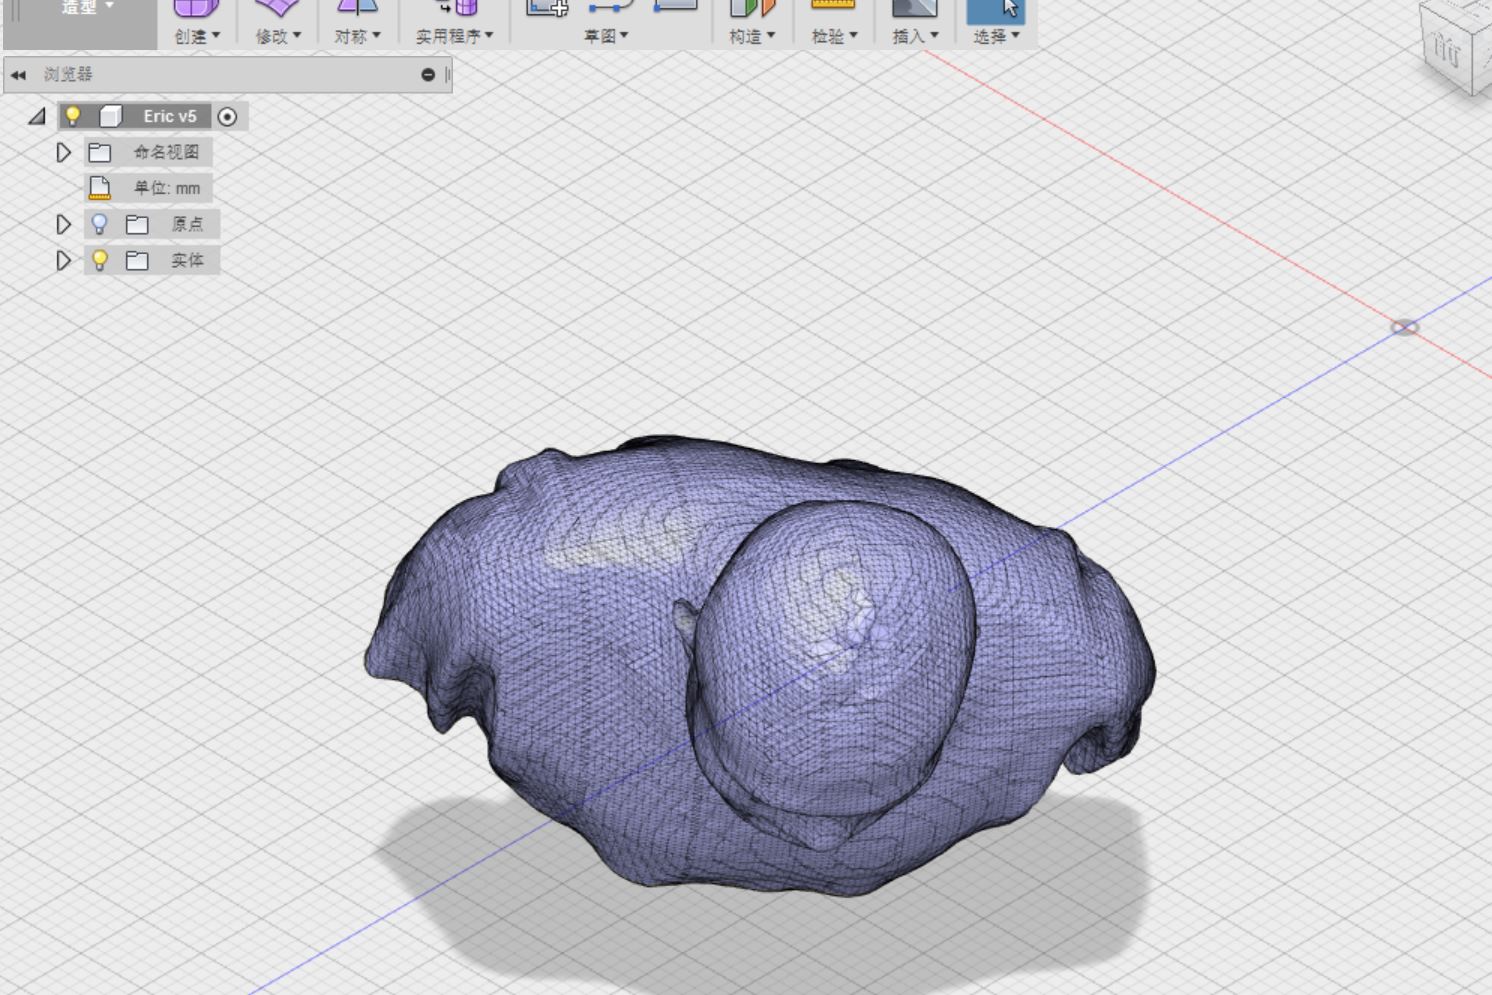 造型
创建 修改 对称 实用程序 草图 构造 检验 插入 选择
浏览器
Eric v5
命名视图
单位: mm
原点
实体